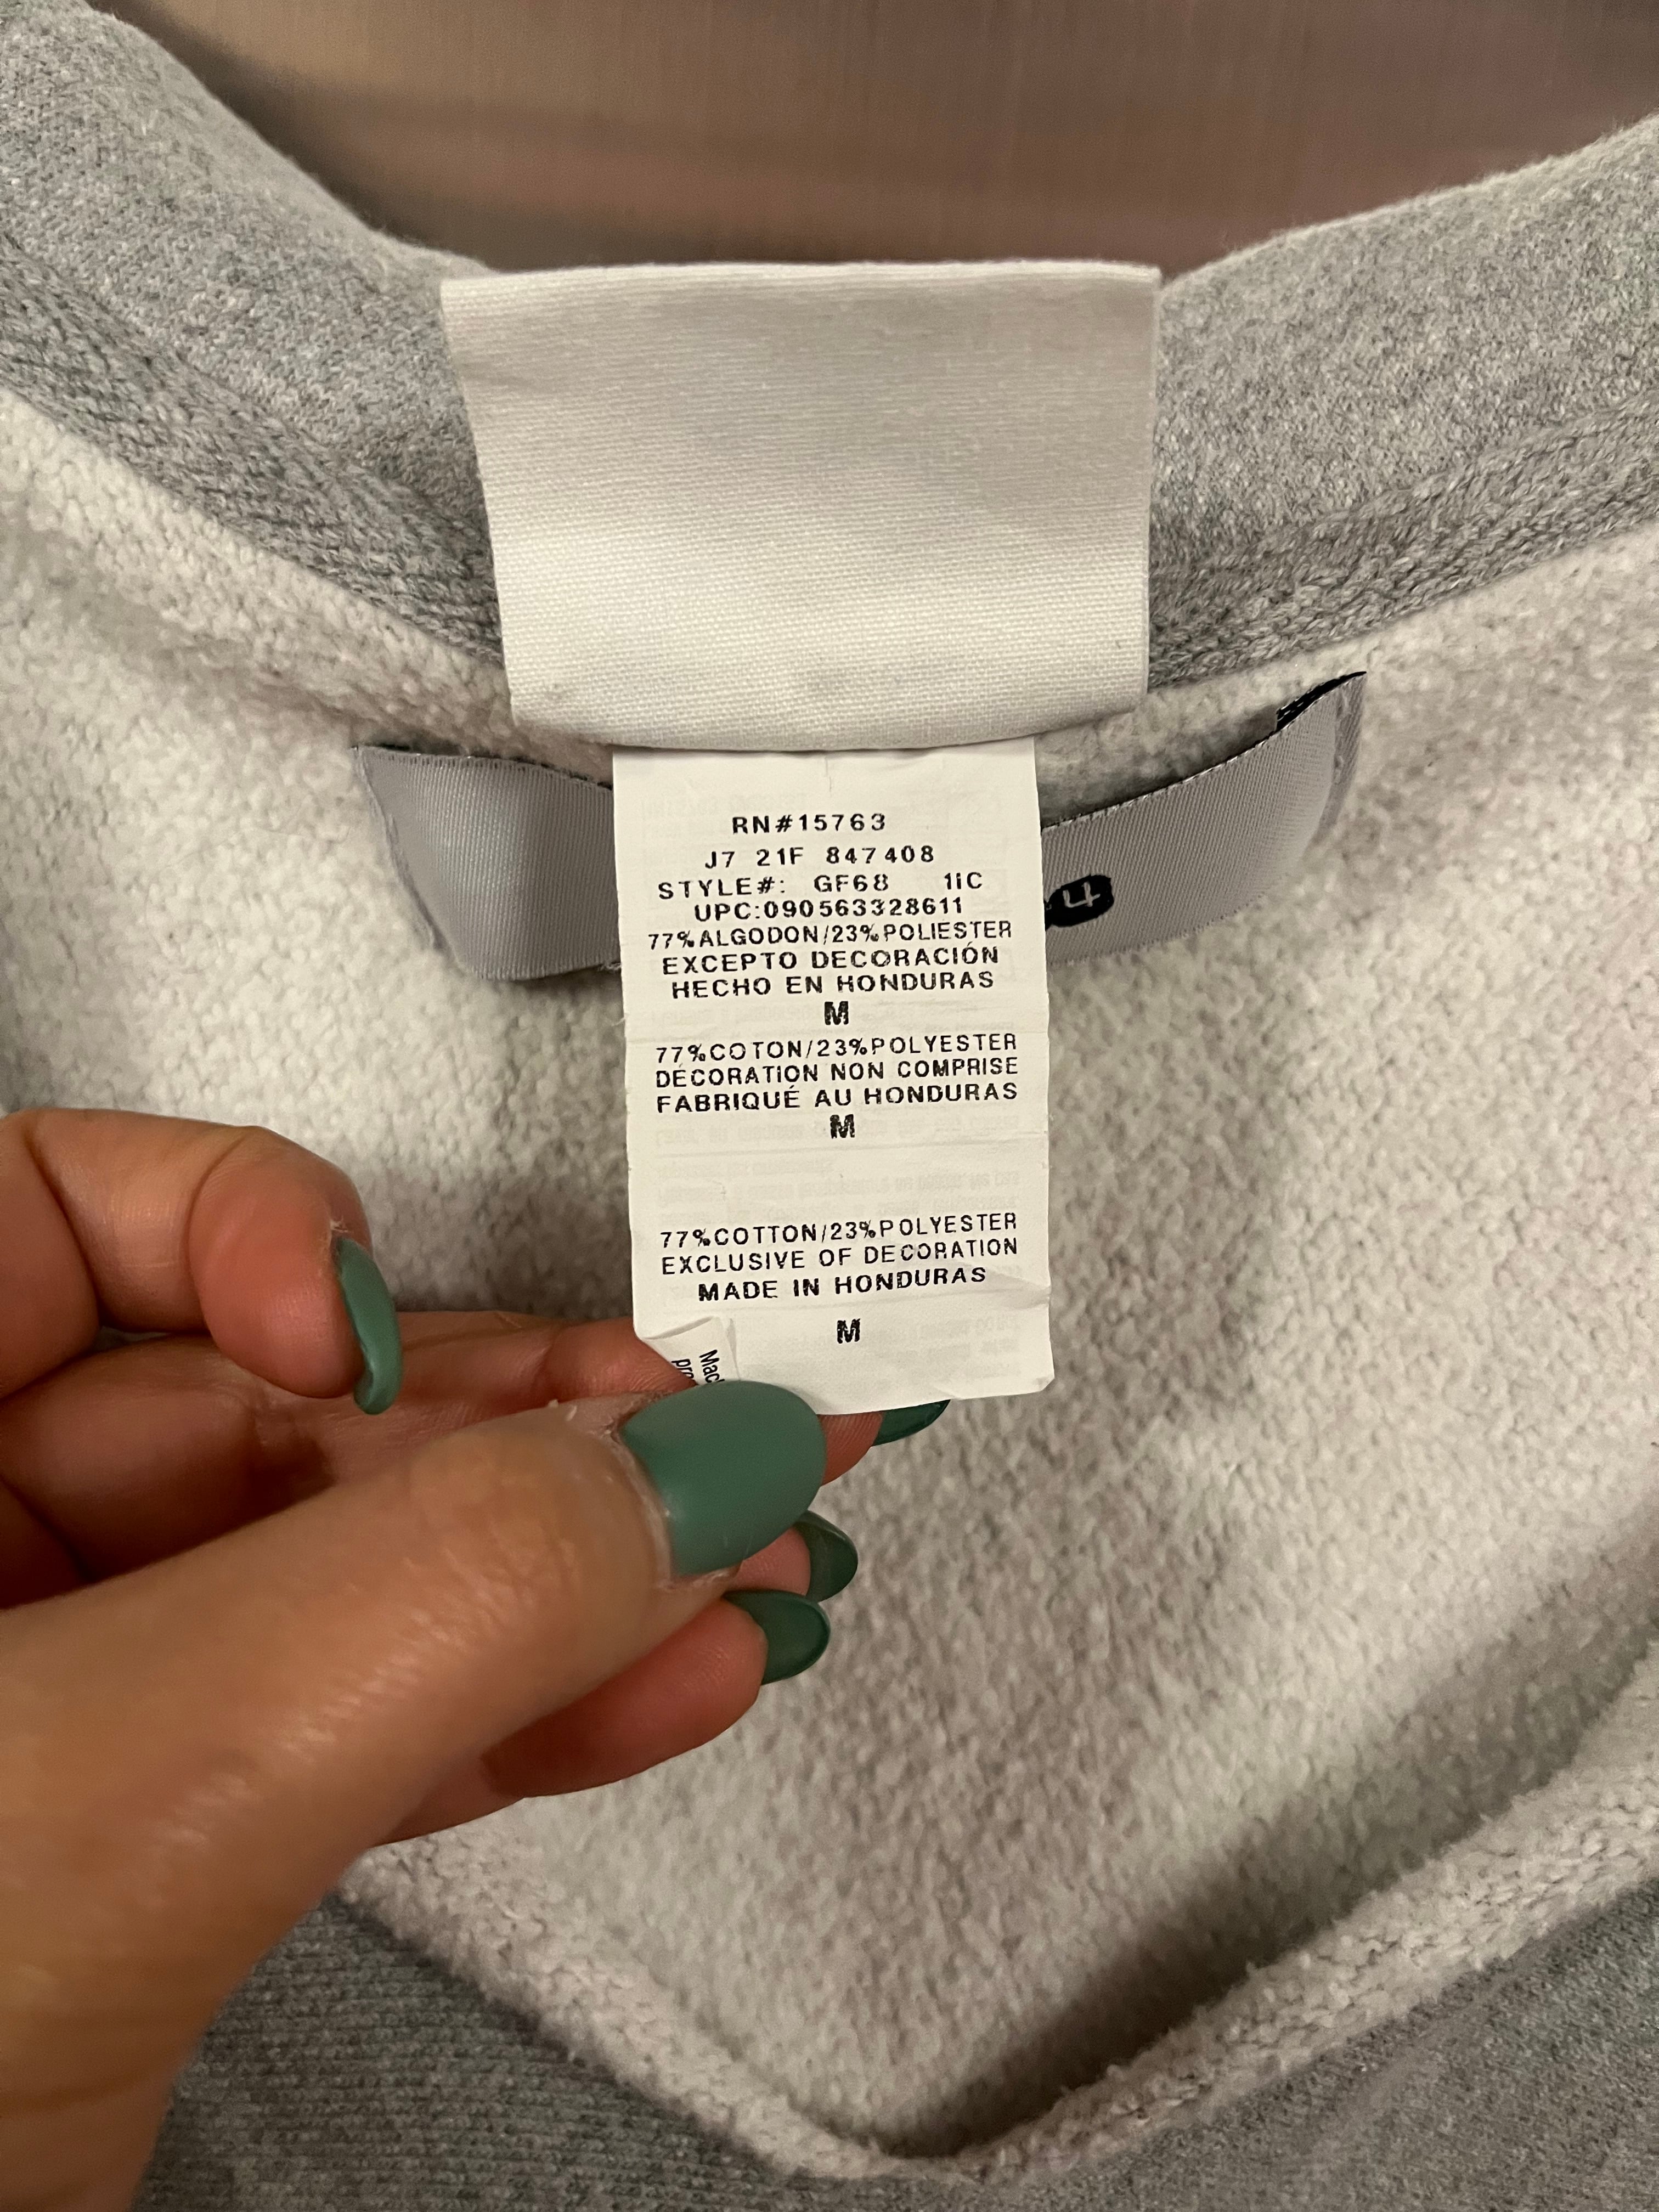 RN#15763
J7 21F 847408
STYLE#: GF68 1iC
UPC:090563328611
77%ALGODON/23%POLIESTER
EXCEPTO DECORACIÓN
HECHO EN HONDURAS
M
77%COTON/23%POLYESTER
DÉCORATiON NON COMPRISE
FABRIQUÉ AU HONDURAS
M
77%COTTON/23%POLYESTER
EXCLUSIVE OF DECORATION
MADE IN HONDURAS
M